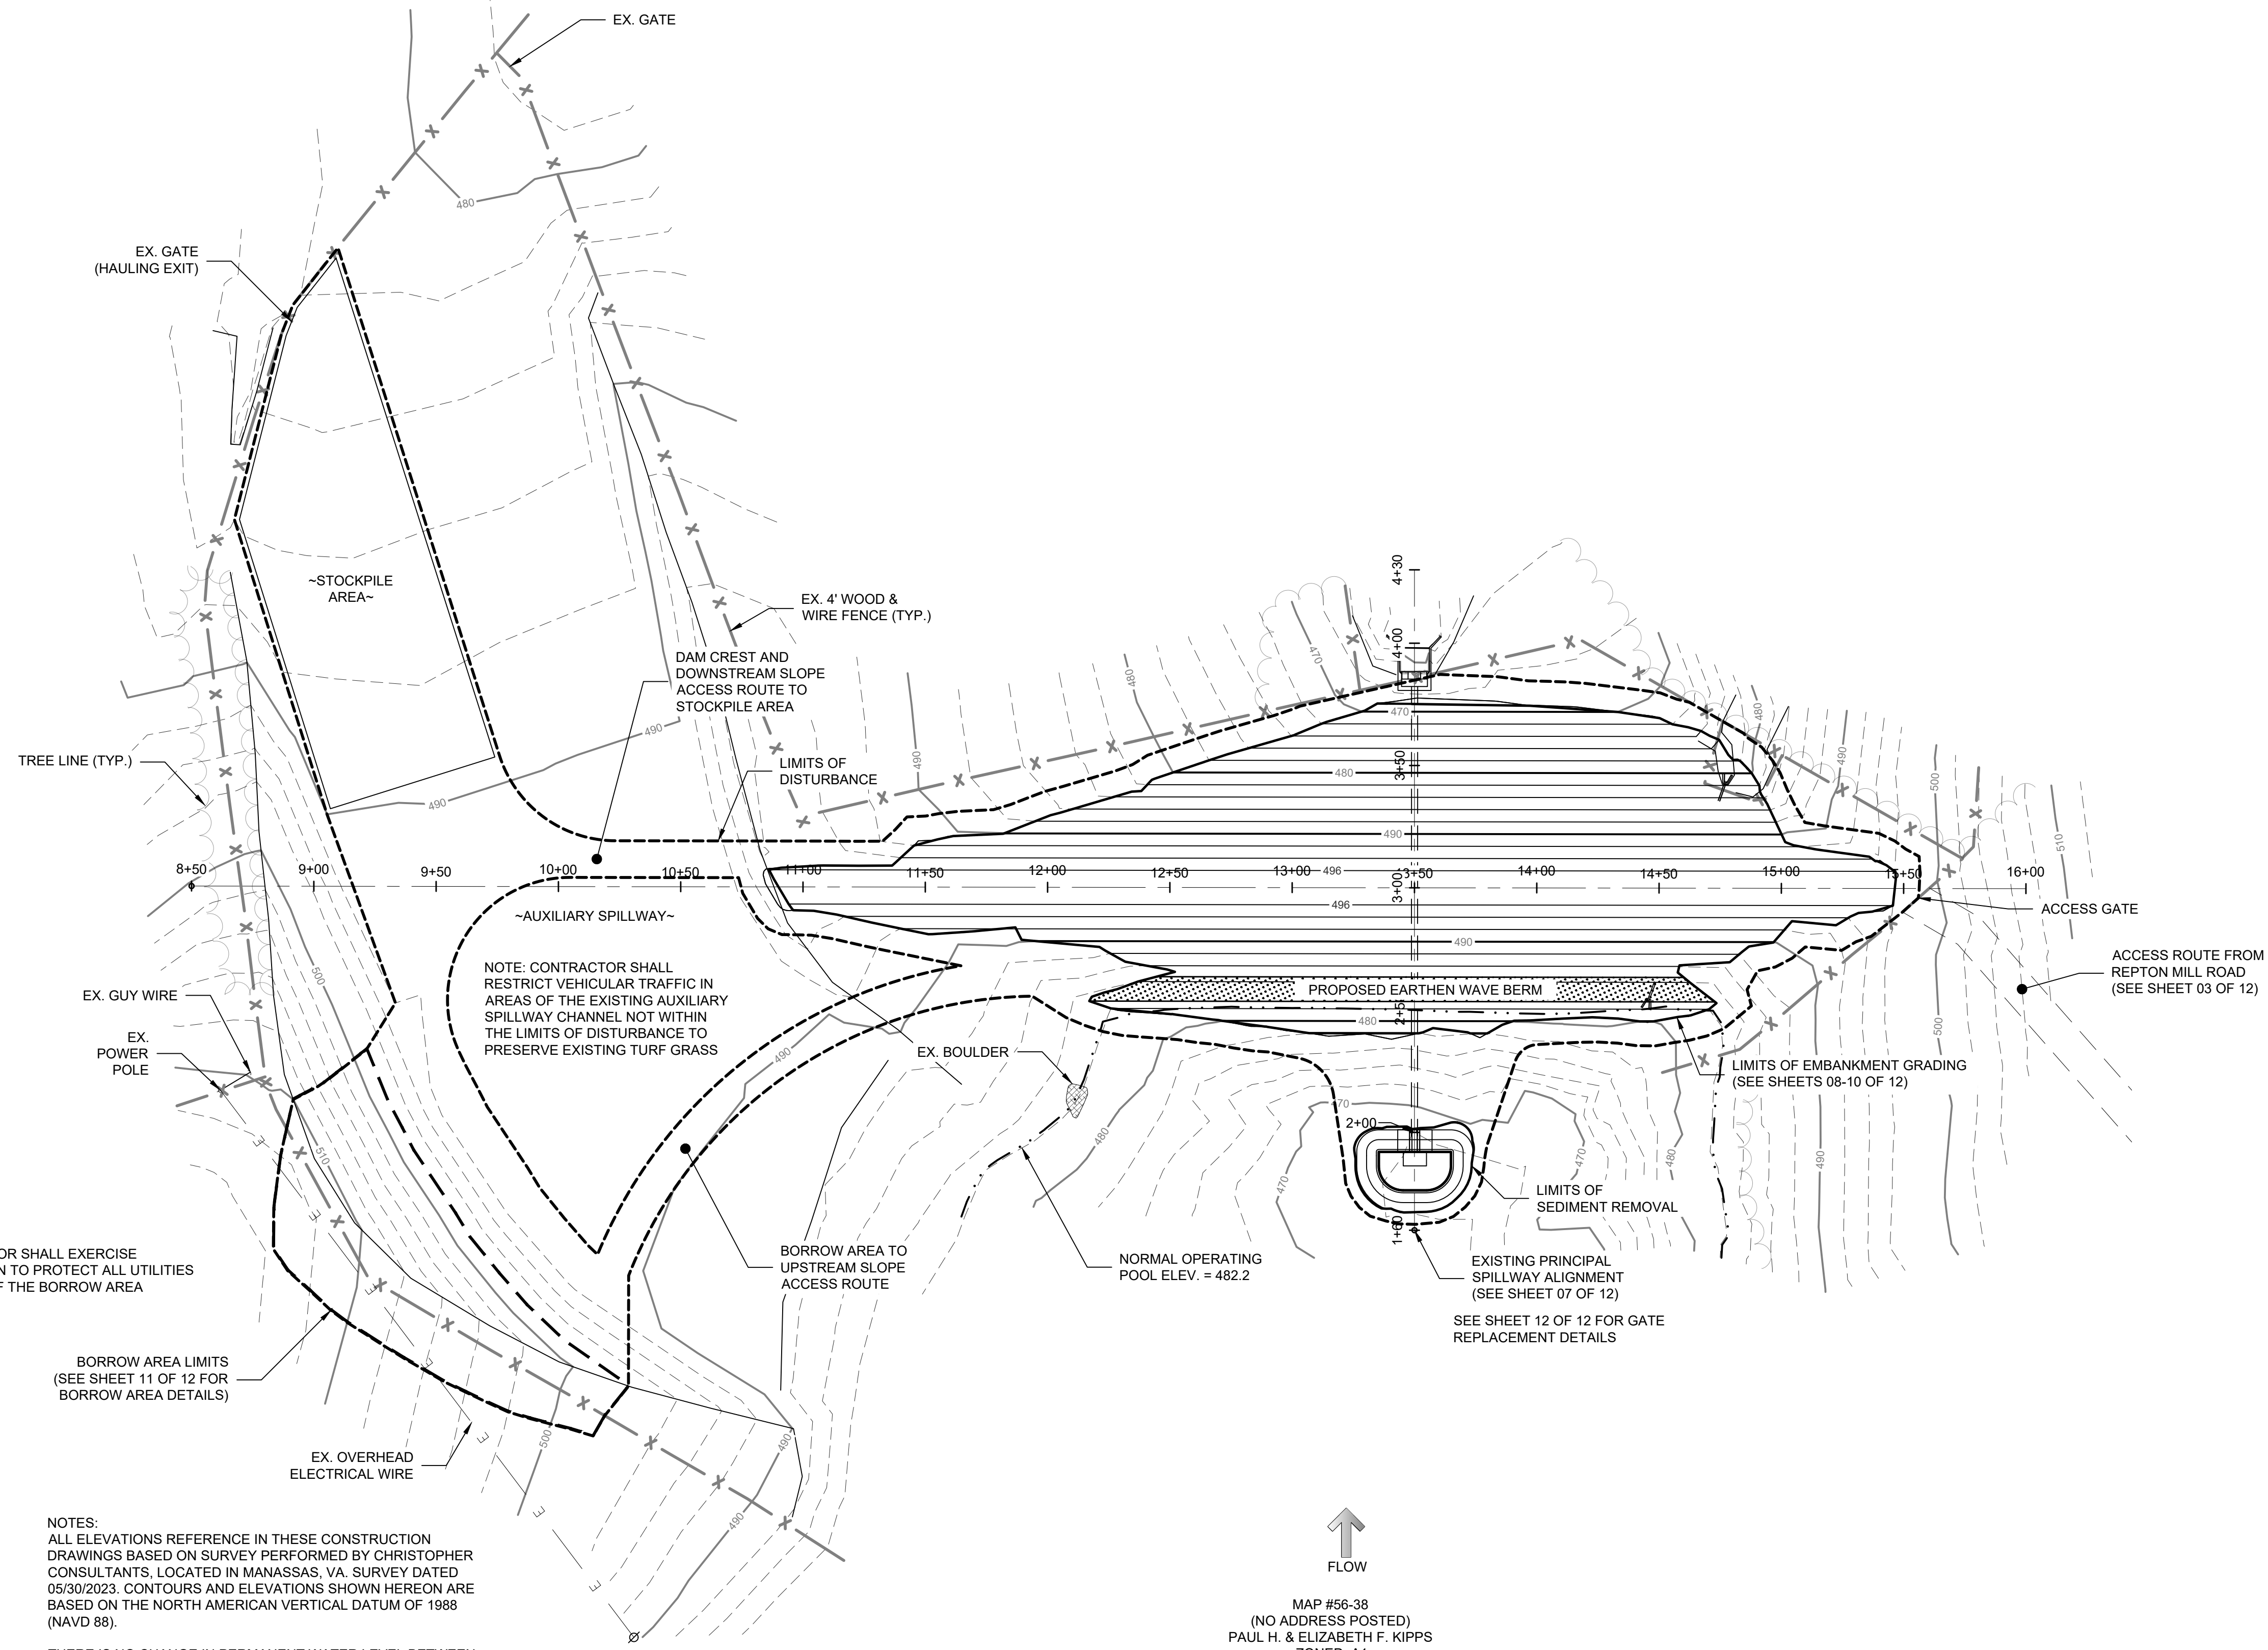 EX. GATE
480
EX. GATE
(HAULING EXIT)
~STOCKPILE
AREA~
EX. 4' WOOD &
WIRE FENCE (TYP.)
DAM CREST AND
DOWNSTREAM SLOPE
ACCESS ROUTE TO
STOCKPILE AREA
4+30
4+00
470
480
470
480
490
500
510
490
490
TREE LINE (TYP.)
LIMITS OF
DISTURBANCE
490
480
3+50
490
8+50
9+00
9+50
10+00
10+50
11+00
11+50
12+00
12+50
13+00
496
3+50
14+00
14+50
15+00
15+50
16+00
3+00
496
~AUXILIARY SPILLWAY~
ACCESS GATE
490
NOTE: CONTRACTOR SHALL
RESTRICT VEHICULAR TRAFFIC IN
AREAS OF THE EXISTING AUXILIARY
SPILLWAY CHANNEL NOT WITHIN
THE LIMITS OF DISTURBANCE TO
PRESERVE EXISTING TURF GRASS
ACCESS ROUTE FROM
REPTON MILL ROAD
(SEE SHEET 03 OF 12)
500
EX. GUY WIRE
PROPOSED EARTHEN WAVE BERM
480
500
EX.
POWER
POLE
490
EX. BOULDER
LIMITS OF EMBANKMENT GRADING
(SEE SHEETS 08-10 OF 12)
470
2+00
480
470
480
490
510
470
LIMITS OF
SEDIMENT REMOVAL
1+60
OR SHALL EXERCISE
N TO PROTECT ALL UTILITIES
F THE BORROW AREA
BORROW AREA TO
UPSTREAM SLOPE
ACCESS ROUTE
NORMAL OPERATING
POOL ELEV. = 482.2
EXISTING PRINCIPAL
SPILLWAY ALIGNMENT
(SEE SHEET 07 OF 12)
SEE SHEET 12 OF 12 FOR GATE
REPLACEMENT DETAILS
BORROW AREA LIMITS
(SEE SHEET 11 OF 12 FOR
BORROW AREA DETAILS)
EX. OVERHEAD
ELECTRICAL WIRE
500
490
490
NOTES:
ALL ELEVATIONS REFERENCE IN THESE CONSTRUCTION
DRAWINGS BASED ON SURVEY PERFORMED BY CHRISTOPHER
CONSULTANTS, LOCATED IN MANASSAS, VA. SURVEY DATED
05/30/2023. CONTOURS AND ELEVATIONS SHOWN HEREON ARE
BASED ON THE NORTH AMERICAN VERTICAL DATUM OF 1988
(NAVD 88).
FLOW
MAP #56-38
(NO ADDRESS POSTED)
PAUL H. & ELIZABETH F. KIPPS